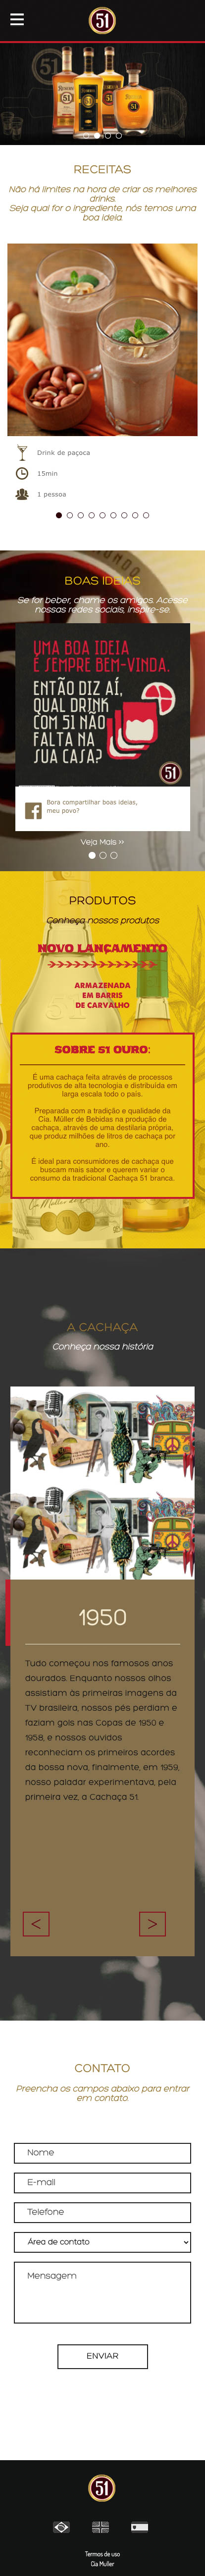 51
RECEITAS
Não há limites na hora de criar os melhores
drinks.
Seja qual for o ingrediente, nós temos uma
boa ideia.
Drink de paçoca
15min
1 pessoa
BOAS IDEIAS
Se for beber, chame os amigos. Acesse
nossas redes sociais, inspire-se.
UMA BOA IDEIA
É SEMPRE BEM-VINDA.
ENTÃO DIZ AÍ,
QUAL DRINK
COM 51 NÃO
FALTA NA
SUA CASA?
51
Bora compartilhar boas ideias,
meu povo?
Veja Mais >>
PRODUTOS
Conheça nossos produtos
NOVO LANÇAMENTO
ARMAZENADA
EM BARRIS
DE CARVALHO
SOBRE 51 OURO:
É uma cachaça feita através de processos
produtivos de alta tecnologia e distribuída em
larga escala todo o país.
Preparada com a tradição e qualidade da
Cia. Müller de Bebidas na produção de
cachaça, através de uma destilaria própria,
que produz milhões de litros de cachaça por
ano.
É ideal para consumidores de cachaça que
buscam mais sabor e querem variar o
consumo da tradicional Cachaça 51 branca.
A CACHAÇA
Conheça nossa história
1950
Tudo começou nos famosos anos
dourados. Enquanto nossos olhos
assistiam às primeiras imagens da
TV brasileira, nossos pés perdiam e
faziam gols nas Copas de 1950 e
1958, e nossos ouvidos
reconheciam os primeiros acordes
da bossa nova, finalmente, em 1959,
nosso paladar experimentava, pela
primeira vez, a Cachaça 51.
< >
CONTATO
Preencha os campos abaixo para entrar
em contato.
Nome
E-mail
Telefone
Área de contato
Mensagem
ENVIAR
51
Termos de uso
Cia Muller